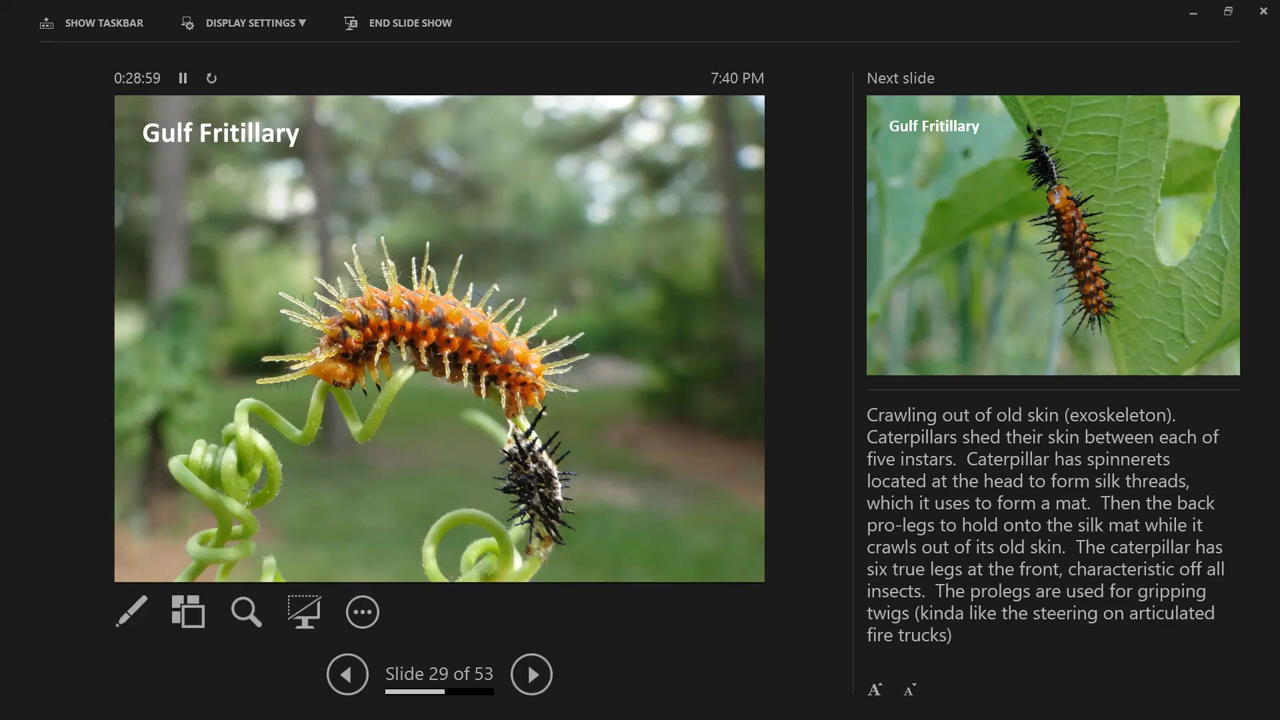 SHOW TASKBAR
DISPLAY SETTINGS ▼
END SLIDE SHOW
0:28:59
7:40 PM
Gulf Fritillary
Slide 29 of 53
Next slide
Gulf Fritillary
Crawling out of old skin (exoskeleton).
Caterpillars shed their skin between each of
five instars. Caterpillar has spinnerets
located at the head to form silk threads,
which it uses to form a mat. Then the back
pro-legs to hold onto the silk mat while it
crawls out of its old skin. The caterpillar has
six true legs at the front, characteristic off all
insects. The prolegs are used for gripping
twigs (kinda like the steering on articulated
fire trucks)
A A